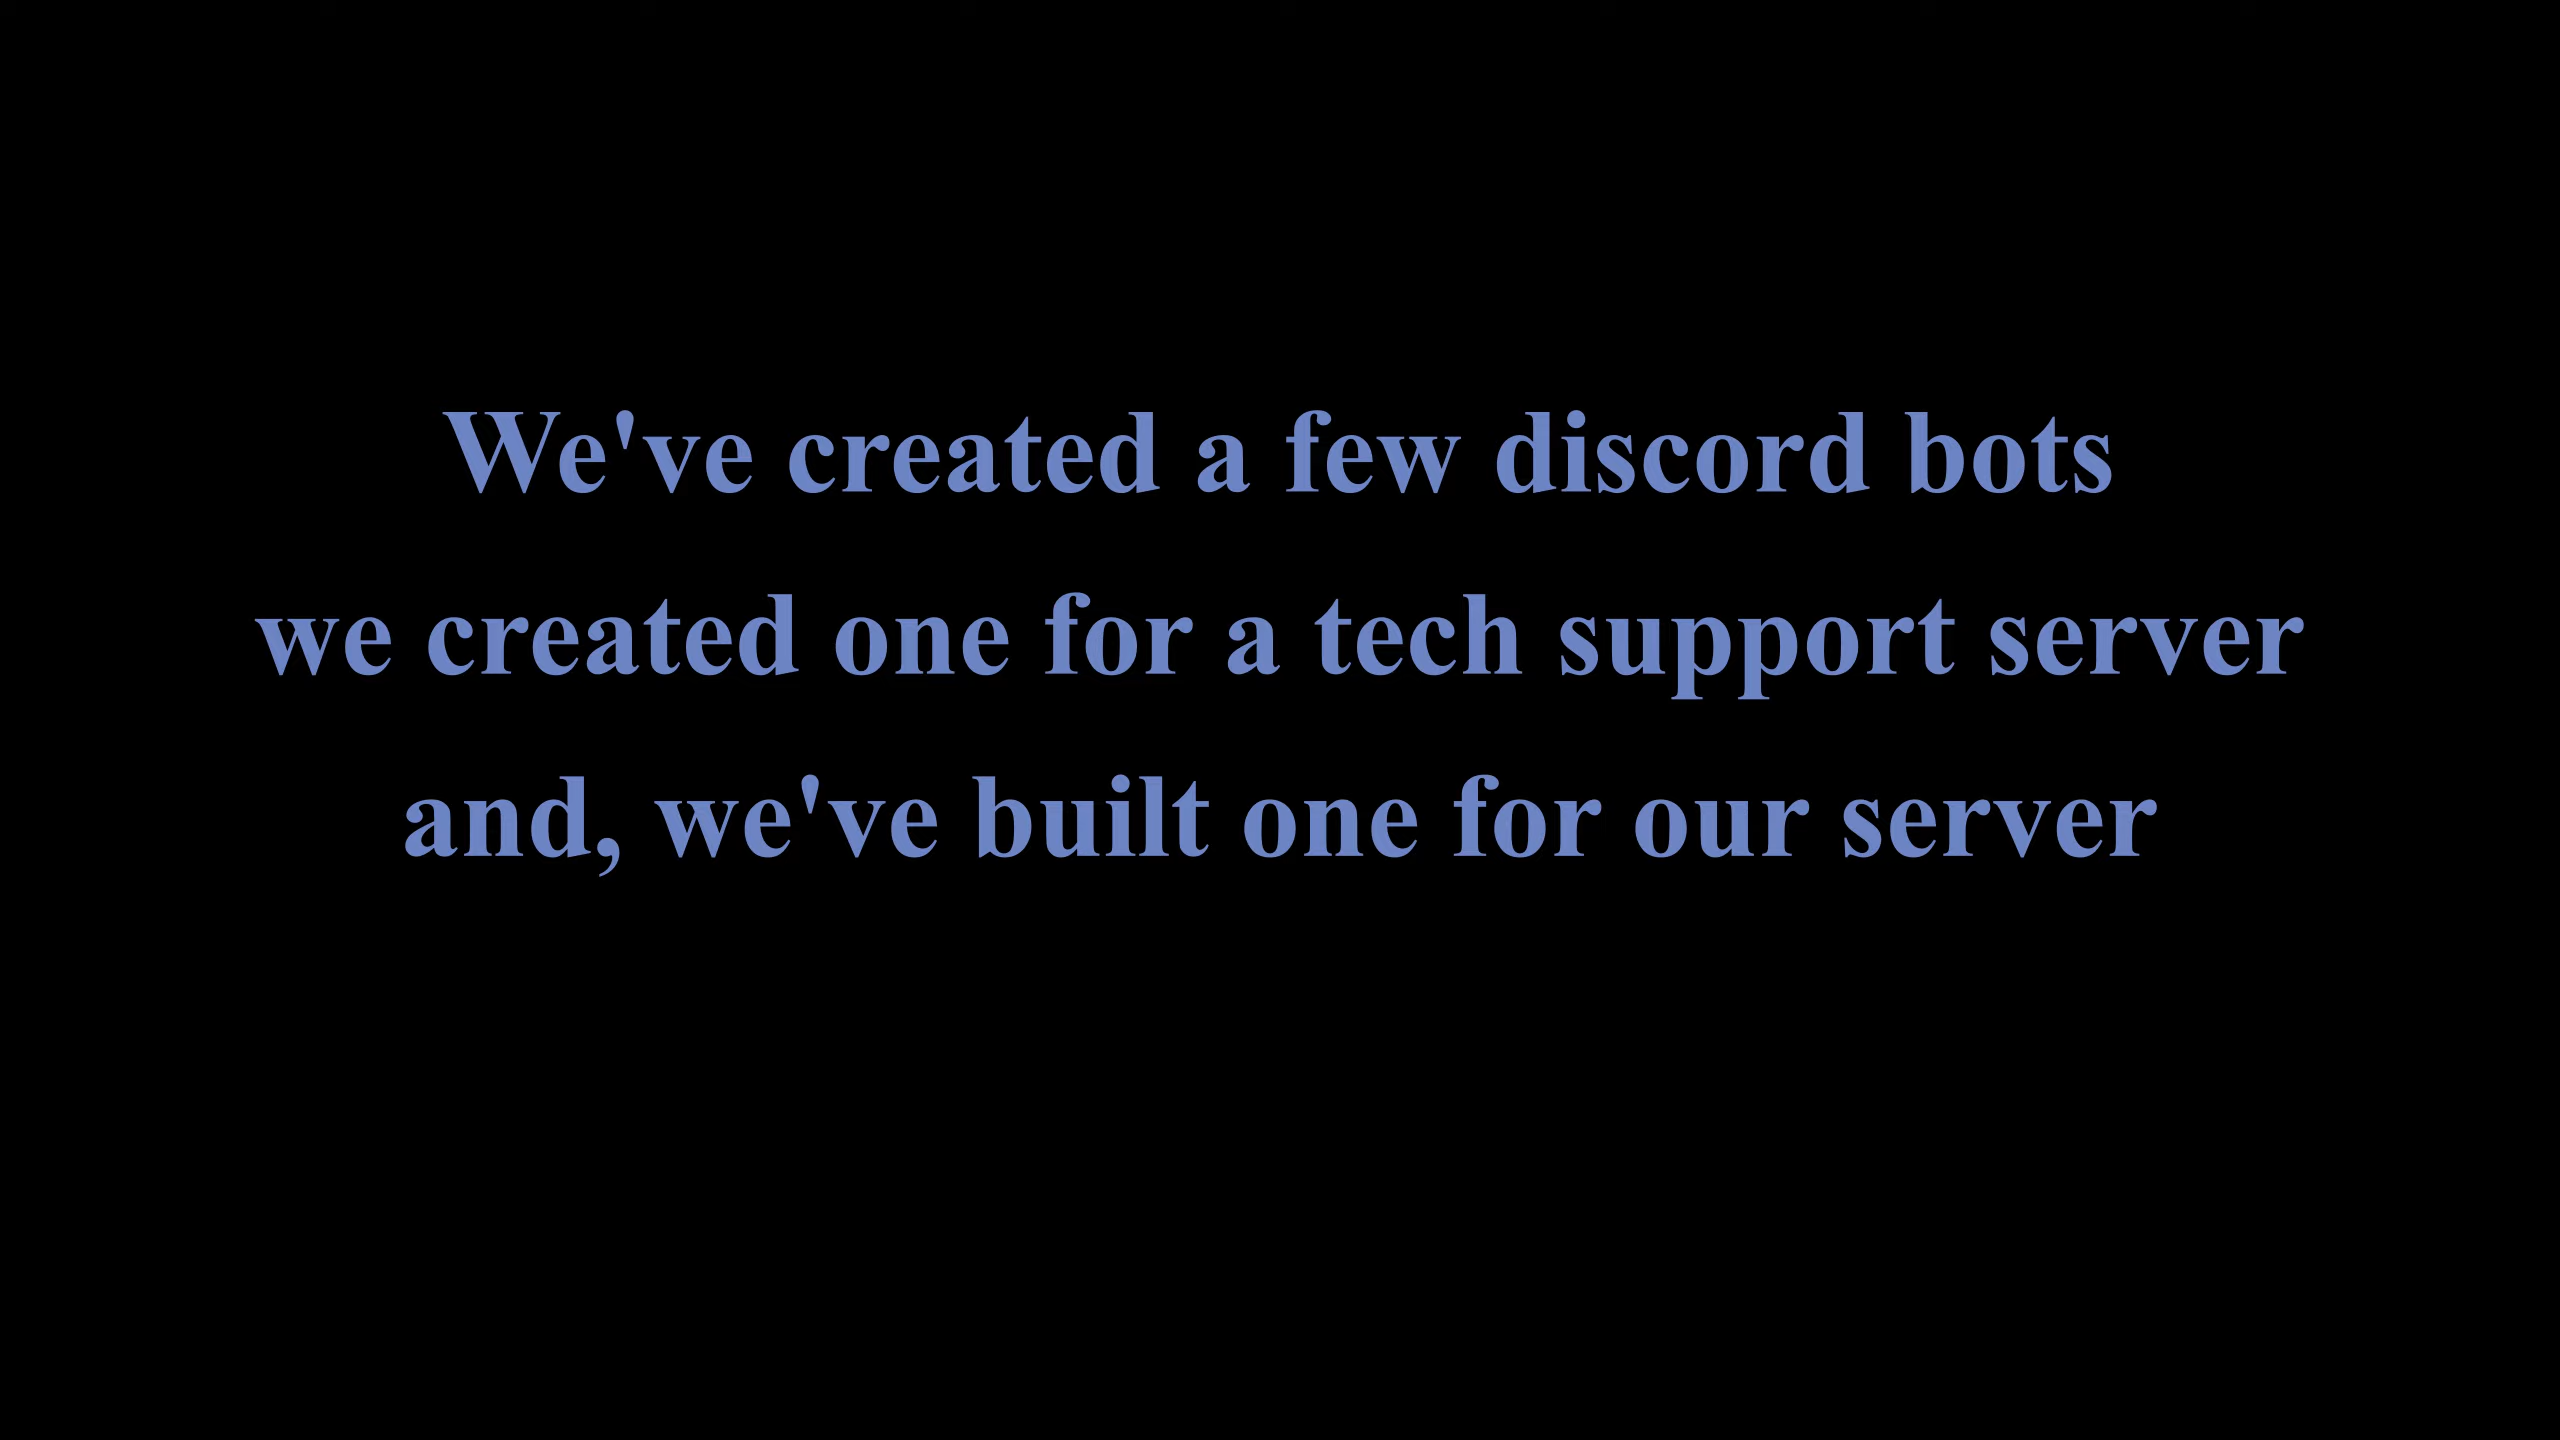 We've created a few discord bots
we created one for a tech support server
and, we've built one for our server